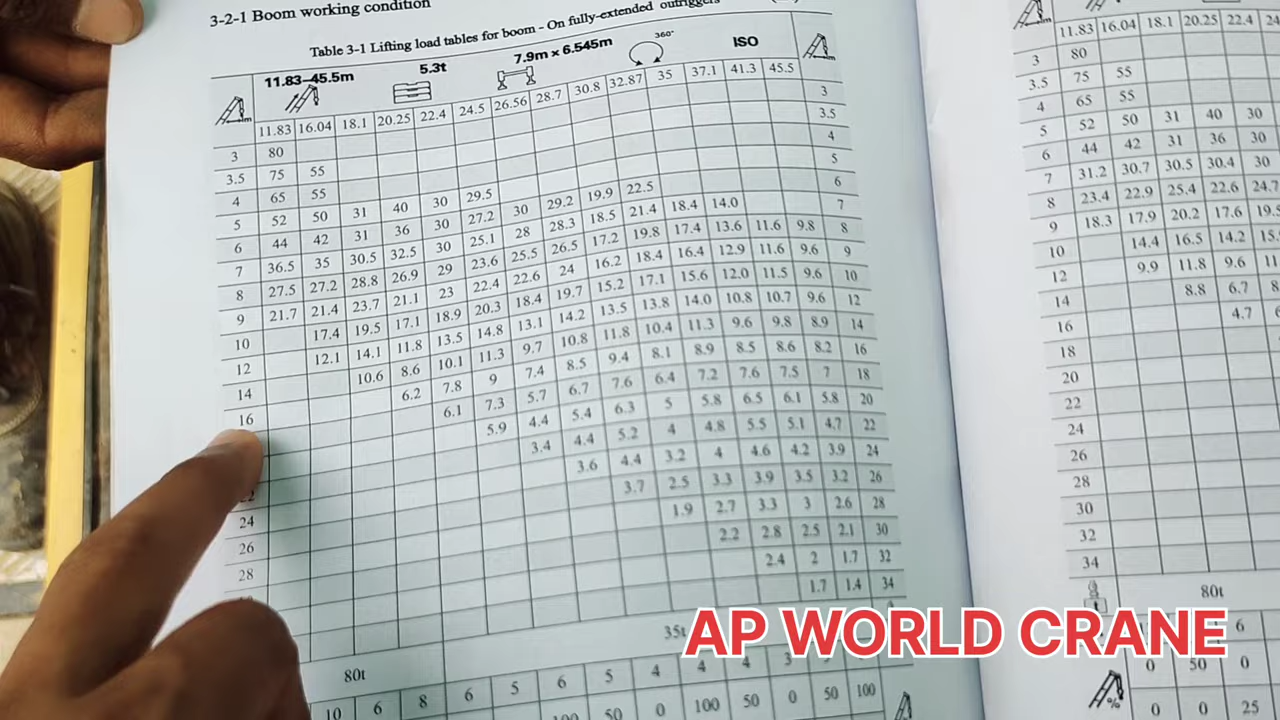 3-2-1 Boom working condition
Table 3-1 Lifting load tables for boom - On fully-extended outriggers
11.83–45.5m 5.3t 7.9m × 6.545m 360° ISO
11.83 16.04 18.1 20.25 22.4 24.5 26.56 28.7 30.8 32.87 35 37.1 41.3 45.5
3 80 3
3.5 75 55 3.5
4 65 55 4
5 52 50 31 40 30 29.5 5
6 44 42 31 36 30 27.2 30 29.2 19.9 22.5 6
7 36.5 35 30.5 32.5 30 25.1 28 28.3 18.5 21.4 18.4 14.0 7
8 27.5 27.2 28.8 26.9 29 23.6 25.5 26.5 17.2 19.8 17.4 13.6 11.6 9.8 8
9 21.7 21.4 23.7 21.1 23 22.4 22.6 24 16.2 18.4 16.4 12.9 11.6 9.6 9
10 17.4 19.5 17.1 18.9 20.3 18.4 19.7 15.2 17.1 15.6 12.0 11.5 9.6 10
12 12.1 14.1 11.8 13.5 14.8 13.1 14.2 13.5 13.8 14.0 10.8 10.7 9.6 12
14 10.6 8.6 10.1 11.3 9.7 10.8 11.8 10.4 11.3 9.6 9.8 8.9 14
16 6.2 7.8 9 7.4 8.5 9.4 8.1 8.9 8.5 8.6 8.2 16
6.1 7.3 5.7 6.7 7.6 6.4 7.2 7.6 7.5 7 18
5.9 4.4 5.4 6.3 5 5.8 6.5 6.1 5.8 20
3.4 4.4 5.2 4 4.8 5.5 5.1 4.7 22
24 3.6 4.4 3.2 4 4.6 4.2 3.9 24
26 3.7 2.5 3.3 3.9 3.5 3.2 26
28 1.9 2.7 3.3 3 2.6 28
2.2 2.8 2.5 2.1 30
2.4 2 1.7 32
1.7 1.4 34
80t 35t
10 6 8 6 5 6 5 4 4 4 3
50 0 100 50 0 50 100
11.83 16.04 18.1 20.25 22.4
3 80
3.5 75 55
4 65 55
5 52 50 31 40 30
6 44 42 31 36 30
7 31.2 30.7 30.5 30.4 30
8 23.4 22.9 25.4 22.6 24.7
9 18.3 17.9 20.2 17.6
10 14.4 16.5 14.2
12 9.9 11.8 9.6
14 8.8 6.7
16 4.7
18
20
22
24
26
28
30
32
34
80t
6
0 50 0
0 0 25
AP WORLD CRANE